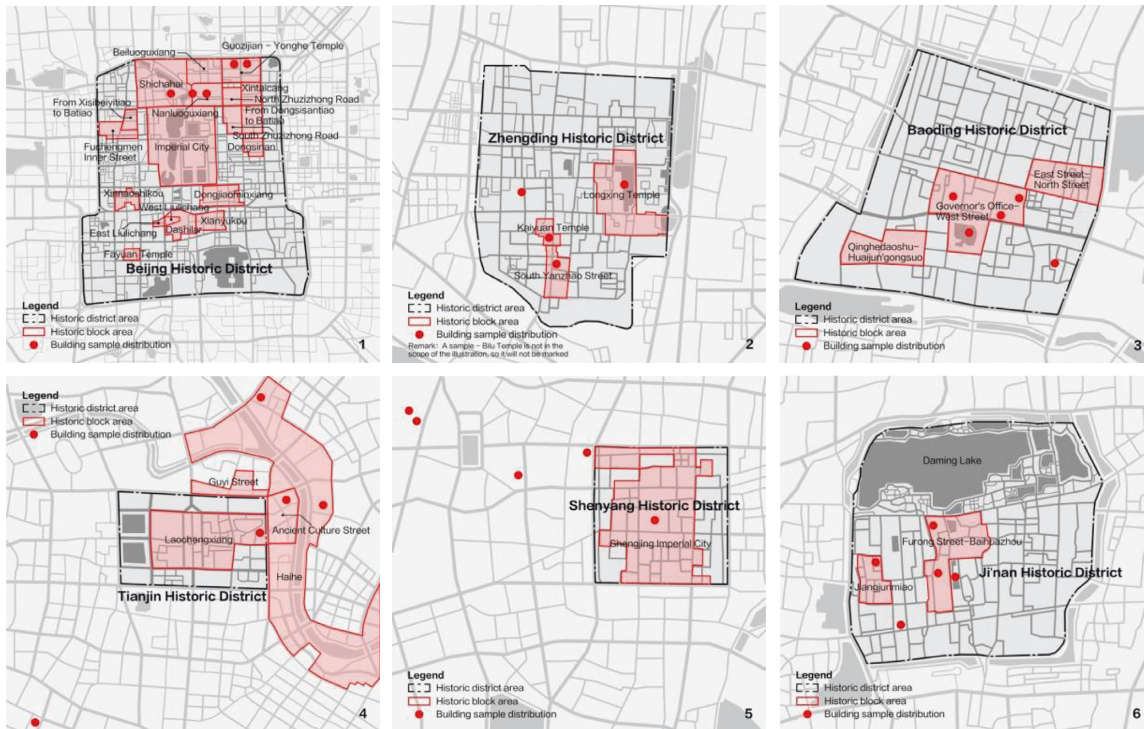 Guozijian – Yonghe Temple
Beiluoguxiang
Shichahai
Xintaicang
North Zhuzizhong Road
From Xisibeiyitiao
to Batiao
Nanluoguxiang
From Dongsisantiao
to Batiao
South Zhuzizhong Road
Fuchengmen
Inner Street
Imperial City
Dongsinan
Xinnaoshikou
Dongjiaominxiang
West Liulichang
Xianyukou
East Liulichang
Dashilar
Fayuan Temple
Beijng Historic District
Legend
Historic district area
Historic block area
Building sample distribution
1
Zhengding Historic District
Longxing Temple
Kaiyuan Temple
South Yanzhao Street
Legend
Historic district area
Historic block area
Building sample distribution
Remark: A sample – Bilu Temple is not in the
scope of the illustration, so it will not be marked
2
Baoding Historic District
East Street–
North Street
Governor's Office–
West Street
Qinghedaoshu–
Huaijun'gongsuo
Legend
Historic district area
Historic block area
Building sample distribution
3
Legend
Historic district area
Historic block area
Building sample distribution
Guyi Street
Ancient Culture Street
Laochengxiang
Haihe
Tianjin Historic District
4
Shenyang Historic District
Shengjing Imperial City
Legend
Historic district area
Historic block area
Building sample distribution
5
Daming Lake
Furong Street–Baihuazhou
Jiangjunmiao
Ji'nan Historic District
Legend
Historic district area
Historic block area
Building sample distribution
6